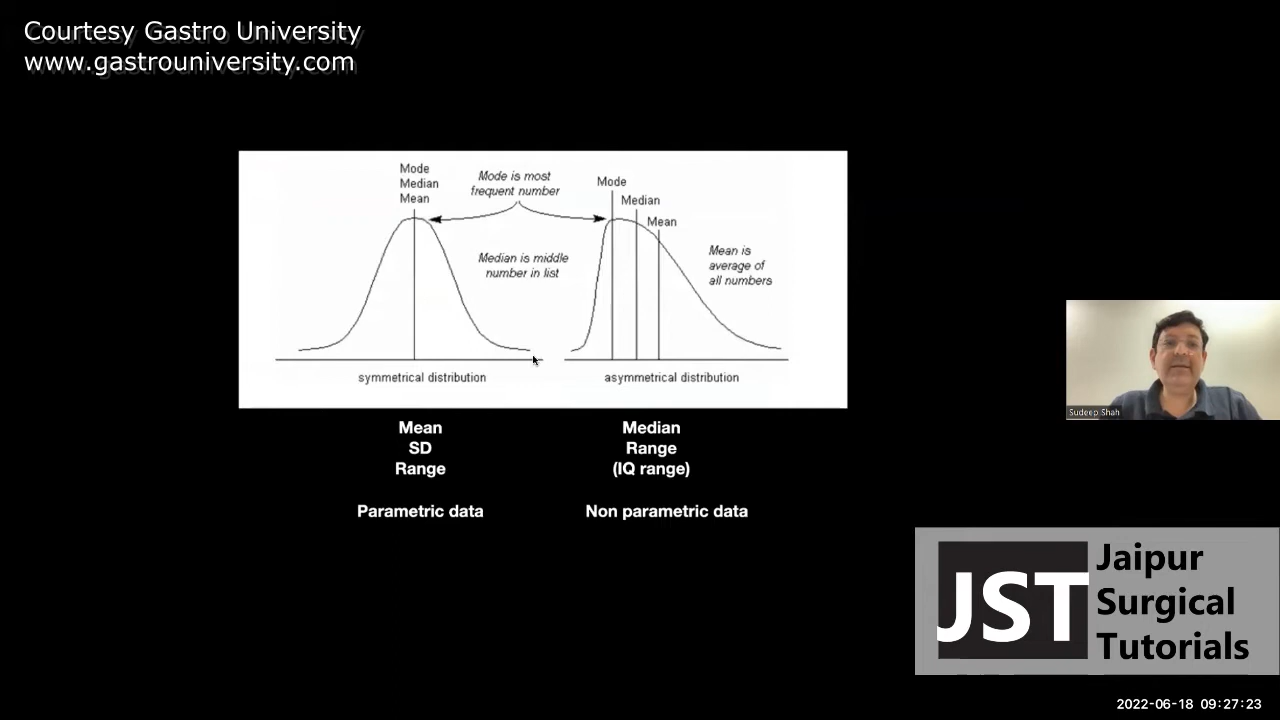 Courtesy Gastro University
www.gastrouniversity.com
Mode
Median
Mean
Mode is most
frequent number
Median is middle
number in list
symmetrical distribution
Mode
Median
Mean
Mean is
average of
all numbers
asymmetrical distribution
Mean
SD
Range
Parametric data
Median
Range
(IQ range)
Non parametric data
Sudeep Shah
JST
Jaipur
Surgical
Tutorials
2022-06-18 09:27:23